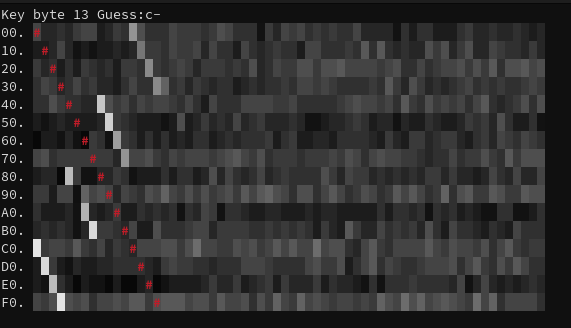 Key byte 13 Guess:c-
00. #
10. #
20. #
30. #
40. #
50. #
60. #
70. #
80. #
90. #
A0. #
B0. #
C0. #
D0. #
E0. #
F0. #